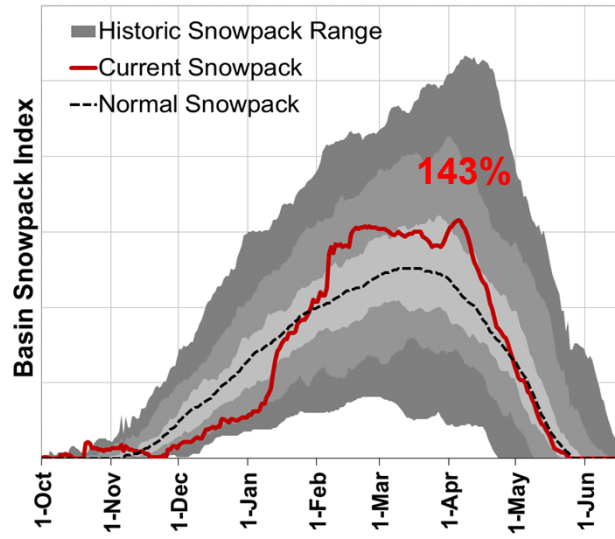 Historic Snowpack Range
Current Snowpack
Normal Snowpack
143%
Basin Snowpack Index
1-Oct
1-Nov
1-Dec
1-Jan
1-Feb
1-Mar
1-Apr
1-May
1-Jun